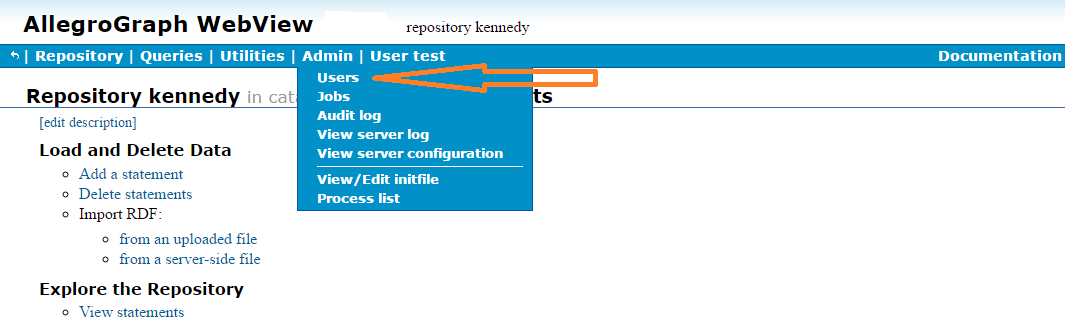 AllegroGraph WebView repository kennedy
| Repository | Queries | Utilities | Admin | User test Documentation
Users
Jobs
Audit log
View server log
View server configuration
View/Edit initfile
Process list
Repository kennedy in cata ts
[edit description]
Load and Delete Data
Add a statement
Delete statements
Import RDF:
from an uploaded file
from a server-side file
Explore the Repository
View statements